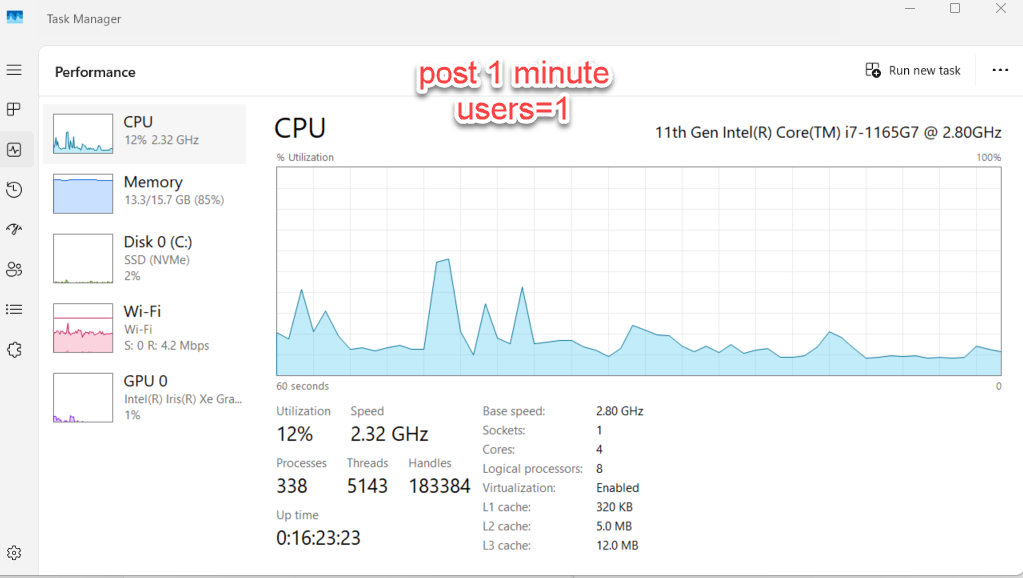 Task Manager
post 1 minute
users=1
Performance
Run new task
CPU
12% 2.32 GHz
Memory
13.3/15.7 GB (85%)
Disk 0 (C:)
SSD (NVMe)
2%
Wi-Fi
Wi-Fi
S: 0 R: 4.2 Mbps
GPU 0
Intel(R) Iris(R) Xe Gra...
1%
CPU
11th Gen Intel(R) Core(TM) i7-1165G7 @ 2.80GHz
% Utilization
100%
60 seconds
0
Utilization
Speed
12%
2.32 GHz
Processes
Threads
Handles
338
5143
183384
Up time
0:16:23:23
Base speed: 2.80 GHz
Sockets: 1
Cores: 4
Logical processors: 8
Virtualization: Enabled
L1 cache: 320 KB
L2 cache: 5.0 MB
L3 cache: 12.0 MB